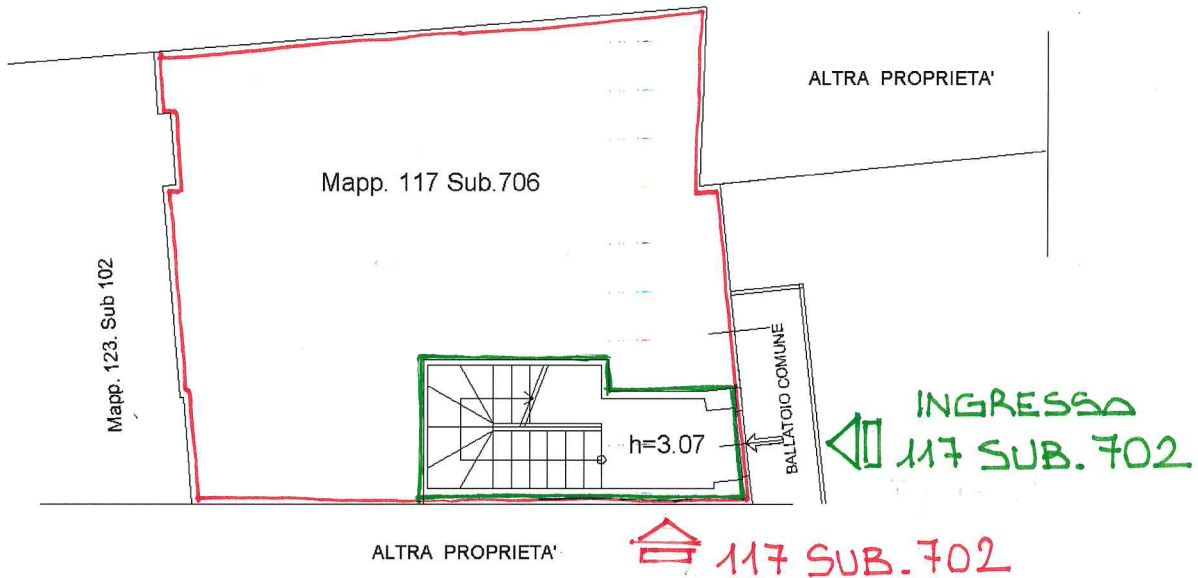 ALTRA PROPRIETA'
Mapp. 117 Sub.706
Mapp. 123. Sub 102
BALLATOIO COMUNE
h=3.07
INGRESSO
117 SUB. 702
ALTRA PROPRIETA'
117 SUB. 702